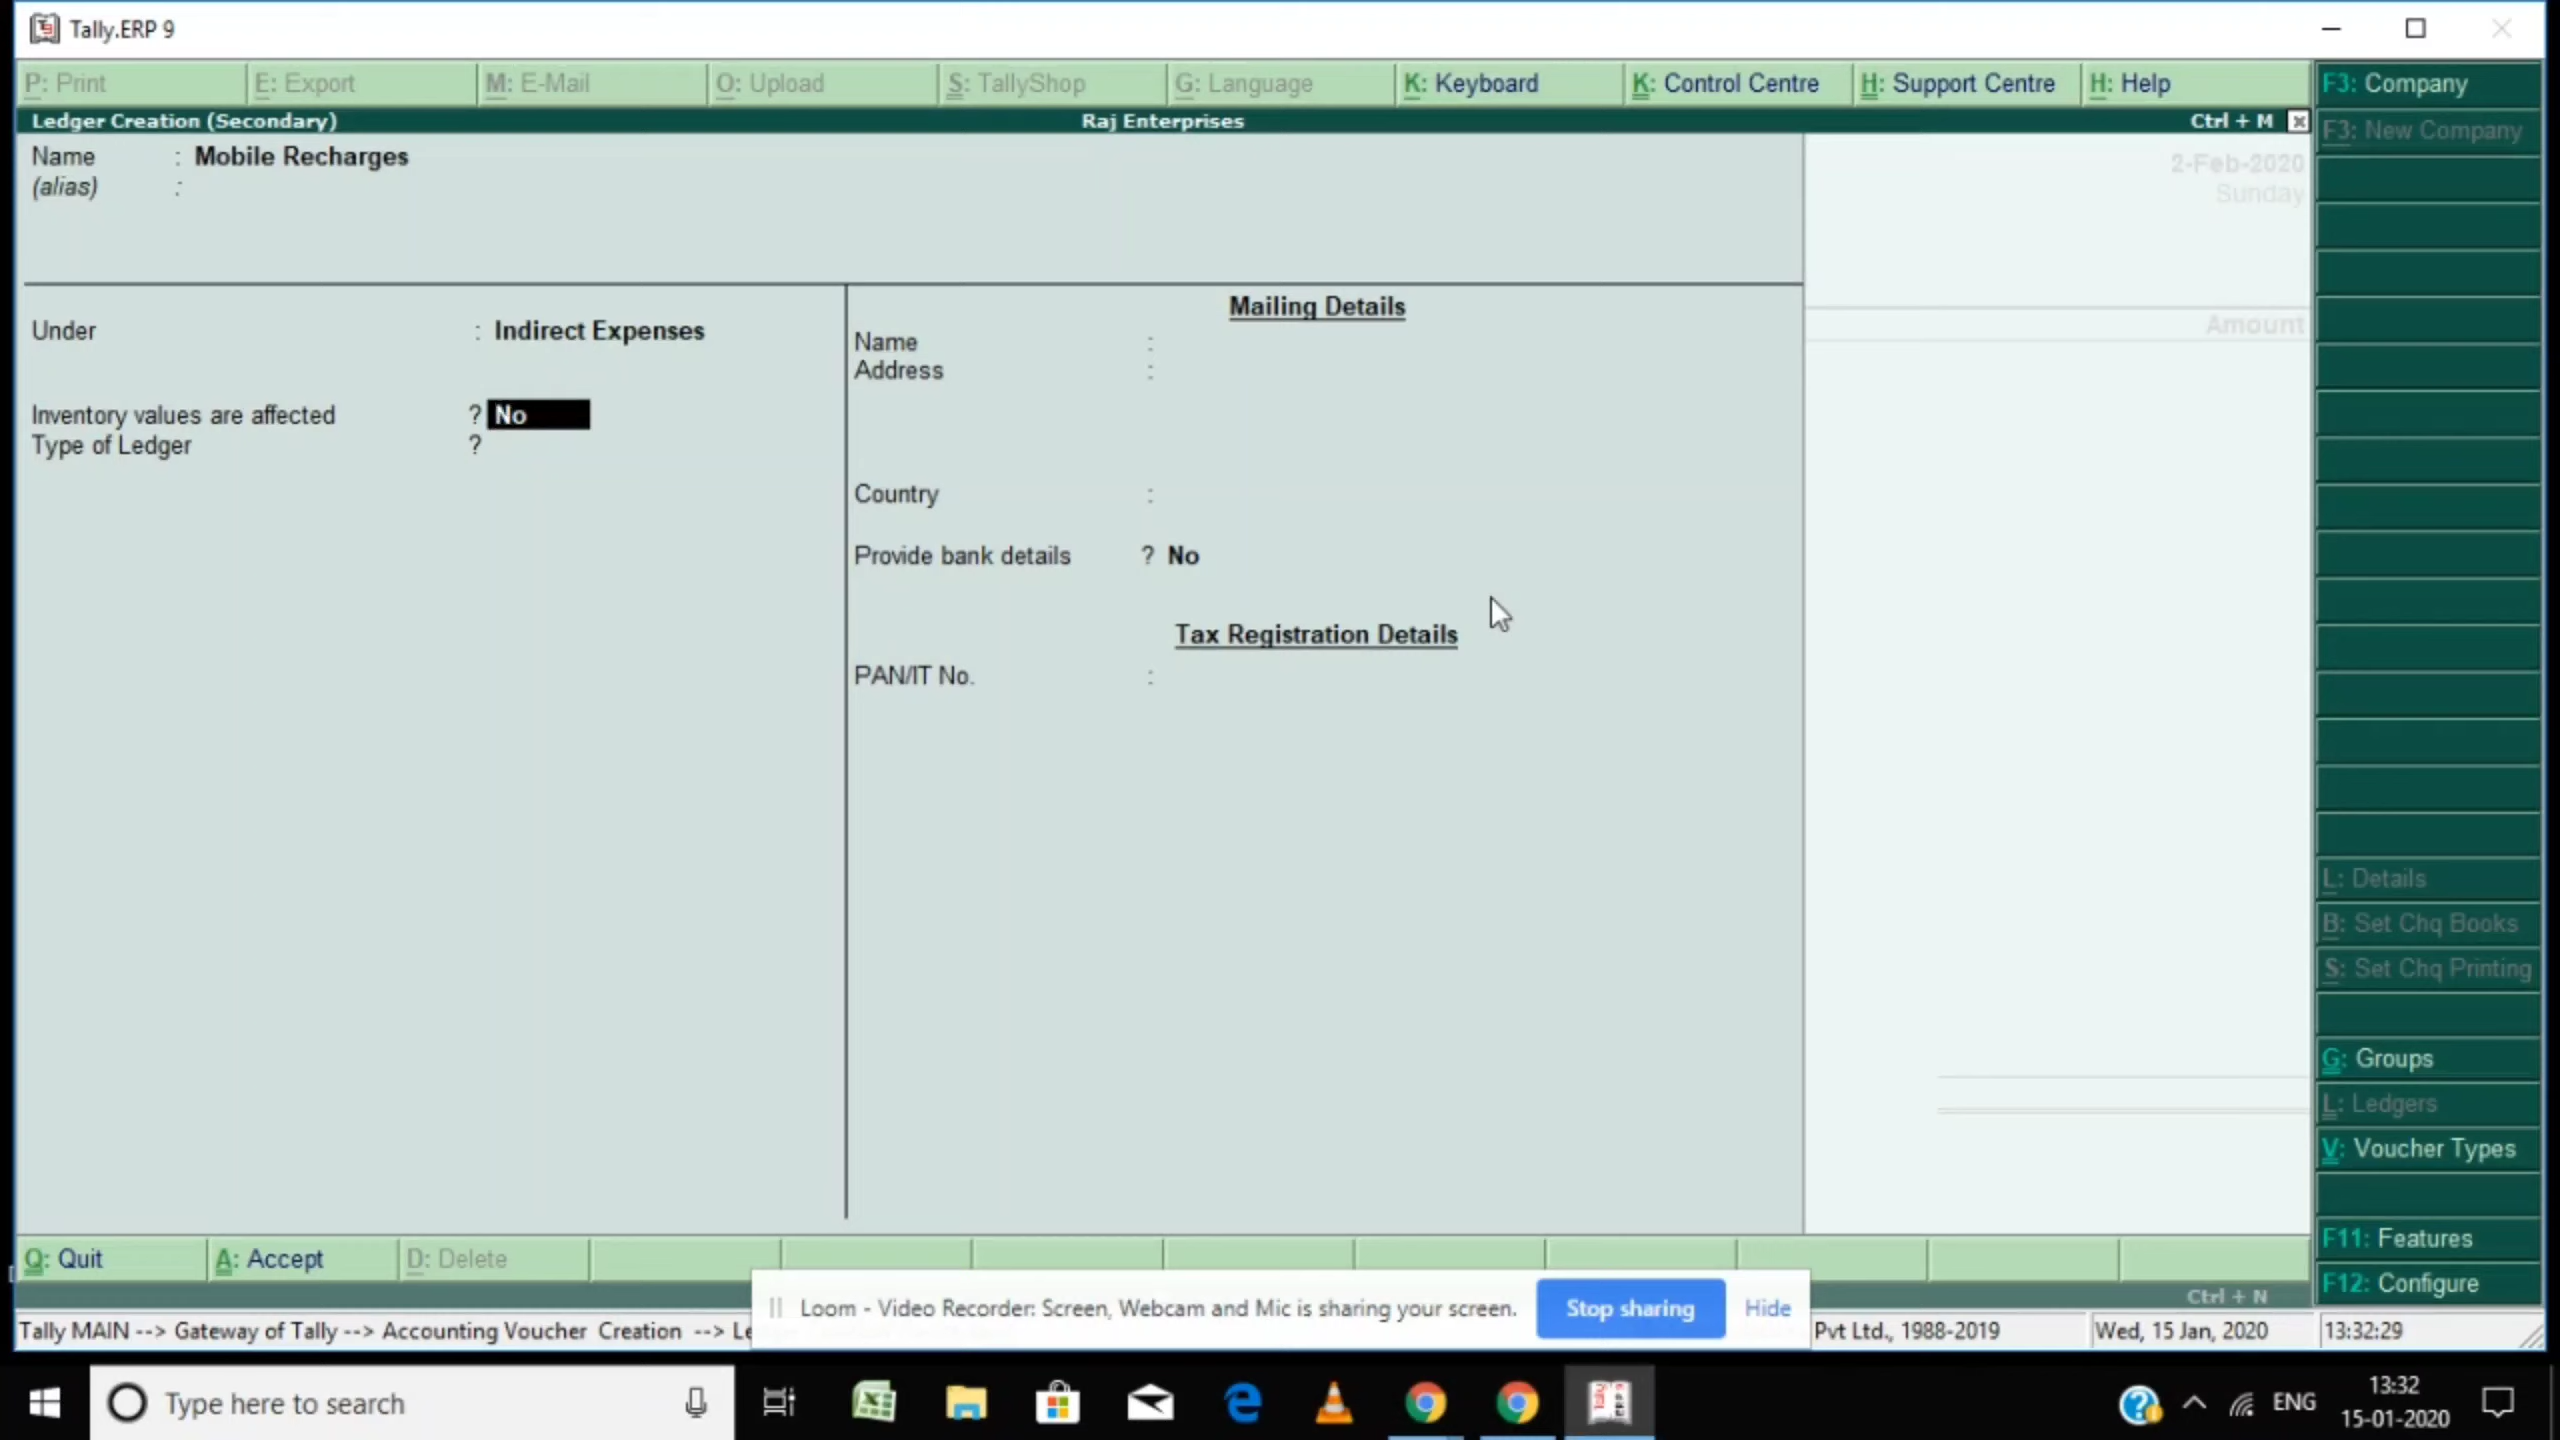 Tally.ERP 9
P: Print E: Export M: E-Mail O: Upload S: TallyShop G: Language K: Keyboard K: Control Centre H: Support Centre H: Help F3: Company
Ledger Creation (Secondary) Raj Enterprises Ctrl + M
F3: New Company
Name : Mobile Recharges
(alias) :
2-Feb-2020
Sunday
Mailing Details
Under : Indirect Expenses
Name :
Address :
Amount
Inventory values are affected ? No
Type of Ledger ?
Country :
Provide bank details ? No
Tax Registration Details
PAN/IT No. :
L: Details
B: Set Chq Books
S: Set Chq Printing
G: Groups
L: Ledgers
V: Voucher Types
F11: Features
F12: Configure
Q: Quit A: Accept D: Delete
Ctrl + N
Loom - Video Recorder: Screen, Webcam and Mic is sharing your screen. Stop sharing Hide
Tally MAIN --> Gateway of Tally --> Accounting Voucher Creation --> Le
Pvt Ltd., 1988-2019 Wed, 15 Jan, 2020 13:32:29
Type here to search
ENG
13:32
15-01-2020